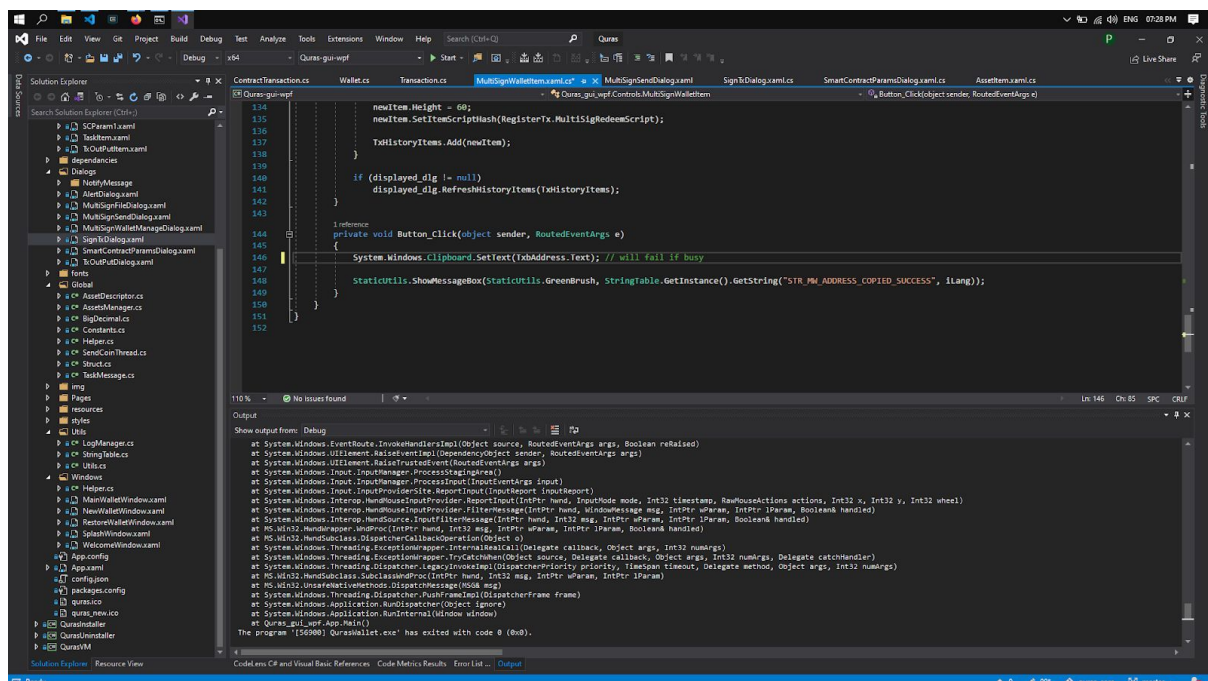 ENG 07:28 PM
File Edit View Git Project Build Debug Test Analyze Tools Extensions Window Help Search (Ctrl+Q) Quras P
Debug x64 Quras-gui-wpf Start Live Share
Solution Explorer
Search Solution Explorer (Ctrl+;)
SCParam1.xaml
TaskItem.xaml
TxOutPutItem.xaml
dependancies
Dialogs
NotifyMessage
AlertDialog.xaml
MultiSignFileDialog.xaml
MultiSignSendDialog.xaml
MultiSignWalletManageDialog.xaml
SignTxDialog.xaml
SmartContractParamsDialog.xaml
TxOutPutDialog.xaml
fonts
Global
AssetDescriptor.cs
AssetsManager.cs
BigDecimal.cs
Constants.cs
Helper.cs
SendCoinThread.cs
Struct.cs
TaskMessage.cs
img
Pages
resources
styles
Utils
LogManager.cs
StringTable.cs
Utils.cs
Windows
Helper.cs
MainWalletWindow.xaml
NewWalletWindow.xaml
RestoreWalletWindow.xaml
SplashWindow.xaml
WelcomeWindow.xaml
App.config
App.xaml
config.json
packages.config
quras.ico
quras_new.ico
QurasInstaller
QurasUninstaller
QurasVM
Solution Explorer Resource View
Data Sources
ContractTransaction.cs Wallet.cs Transaction.cs MultiSignWalletItem.xaml.cs* MultiSignSendDialog.xaml SignTxDialog.xaml.cs SmartContractParamsDialog.xaml.cs AssetItem.xaml.cs
Quras-gui-wpf Quras_gui_wpf.Controls.MultiSignWalletItem Button_Click(object sender, RoutedEventArgs e)
134 newItem.Height = 60;
135 newItem.SetItemScriptHash(RegisterTx.MultiSigRedeemScript);
136
137 TxHistoryItems.Add(newItem);
138 }
139
140 if (displayed_dlg != null)
141 displayed_dlg.RefreshHistoryItems(TxHistoryItems);
142 }
143
1 reference
144 private void Button_Click(object sender, RoutedEventArgs e)
145 {
146 System.Windows.Clipboard.SetText(TxbAddress.Text); // will fail if busy
147
148 StaticUtils.ShowMessageBox(StaticUtils.GreenBrush, StringTable.GetInstance().GetString("STR_MW_ADDRESS_COPIED_SUCCESS", iLang));
149 }
150 }
151 }
152
110 % No issues found Ln: 146 Ch: 85 SPC CRLF
Output
Show output from: Debug
at System.Windows.EventRoute.InvokeHandlersImpl(Object source, RoutedEventArgs args, Boolean reRaised)
at System.Windows.UIElement.RaiseEventImpl(DependencyObject sender, RoutedEventArgs args)
at System.Windows.UIElement.RaiseTrustedEvent(RoutedEventArgs args)
at System.Windows.Input.InputManager.ProcessStagingArea()
at System.Windows.Input.InputManager.ProcessInput(InputEventArgs input)
at System.Windows.Input.InputProviderSite.ReportInput(InputReport inputReport)
at System.Windows.Interop.HwndMouseInputProvider.ReportInput(IntPtr hwnd, InputMode mode, Int32 timestamp, RawMouseActions actions, Int32 x, Int32 y, Int32 wheel)
at System.Windows.Interop.HwndMouseInputProvider.FilterMessage(IntPtr hwnd, WindowMessage msg, IntPtr wParam, IntPtr lParam, Boolean& handled)
at System.Windows.Interop.HwndSource.InputFilterMessage(IntPtr hwnd, Int32 msg, IntPtr wParam, IntPtr lParam, Boolean& handled)
at MS.Win32.HwndWrapper.WndProc(IntPtr hwnd, Int32 msg, IntPtr wParam, IntPtr lParam, Boolean& handled)
at MS.Win32.HwndSubclass.DispatcherCallbackOperation(Object o)
at System.Windows.Threading.ExceptionWrapper.InternalRealCall(Delegate callback, Object args, Int32 numArgs)
at System.Windows.Threading.ExceptionWrapper.TryCatchWhen(Object source, Delegate callback, Object args, Int32 numArgs, Delegate catchHandler)
at System.Windows.Threading.Dispatcher.LegacyInvokeImpl(DispatcherPriority priority, TimeSpan timeout, Delegate method, Object args, Int32 numArgs)
at MS.Win32.HwndSubclass.SubclassWndProc(IntPtr hwnd, Int32 msg, IntPtr wParam, IntPtr lParam)
at MS.Win32.UnsafeNativeMethods.DispatchMessage(MSG& msg)
at System.Windows.Threading.Dispatcher.PushFrameImpl(DispatcherFrame frame)
at System.Windows.Application.RunDispatcher(Object ignore)
at System.Windows.Application.RunInternal(Window window)
at Quras_gui_wpf.App.Main()
The program '[56900] QurasWallet.exe' has exited with code 0 (0x0).
CodeLens C# and Visual Basic References Code Metrics Results Error List ... Output
Diagnostic Tools